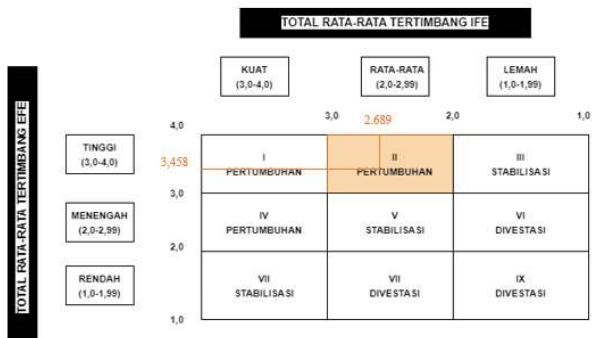 TOTAL RATA-RATA TERTIMBANG IFE
TOTAL RATA-RATA TERTIMBANG EFE
KUAT
(3,0-4,0)
RATA-RATA
(2,0-2,99)
LEMAH
(1,0-1,99)
4,0
3,0
2.689
2,0
1,0
TINGGI
(3,0-4,0)
3,458
I
PERTUMBUHAN
II
PERTUMBUHAN
III
STABILISASI
3,0
MENENGAH
(2,0-2,99)
IV
PERTUMBUHAN
V
STABILISASI
VI
DIVESTASI
2,0
RENDAH
(1,0-1,99)
VII
STABILISASI
VII
DIVESTASI
IX
DIVESTASI
1,0